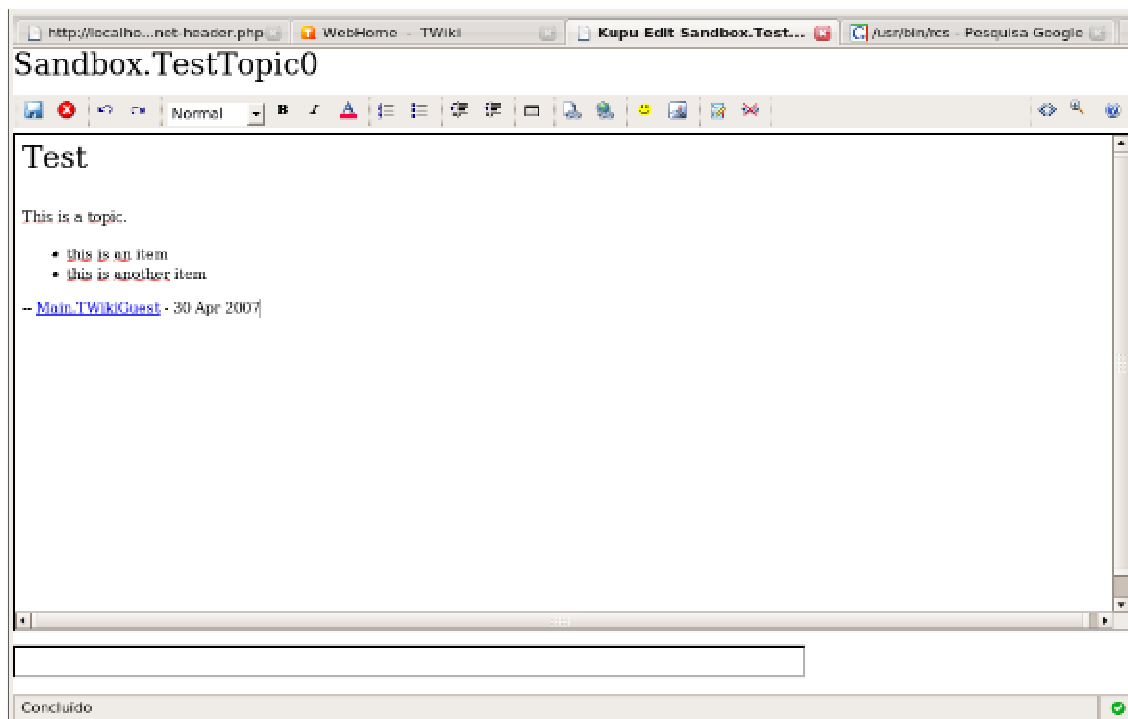 http://localho...net-header.php WebHome - TWiki Kupu Edit Sandbox.Test... /usr/bin/rcs - Pesquisa Google
Sandbox.TestTopic0
Normal B I A
Test
This is a topic.
• this is an item
• this is another item
-- Main.TWikiGuest - 30 Apr 2007
Concluído